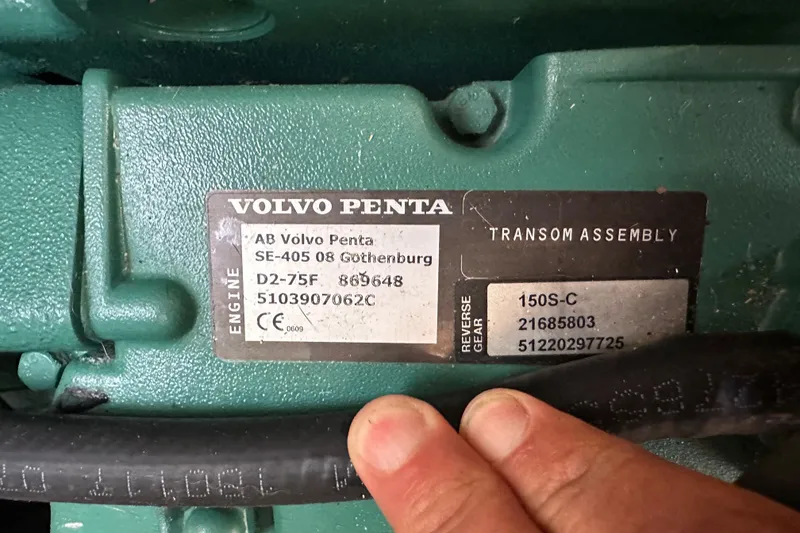 VOLVO PENTA
ENGINE
AB Volvo Penta
SE-405 08 Gothenburg
D2-75F 869648
5103907062C
CE 0609
TRANSOM ASSEMBLY
REVERSE
GEAR
150S-C
21685803
51220297725